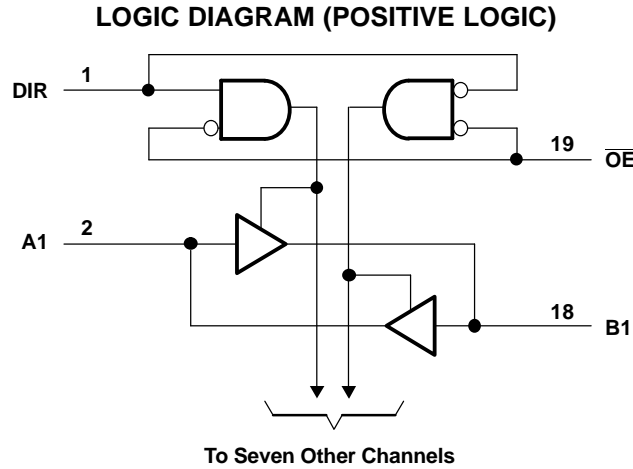 LOGIC DIAGRAM (POSITIVE LOGIC)
DIR
1
19
OE
A1
2
18
B1
To Seven Other Channels